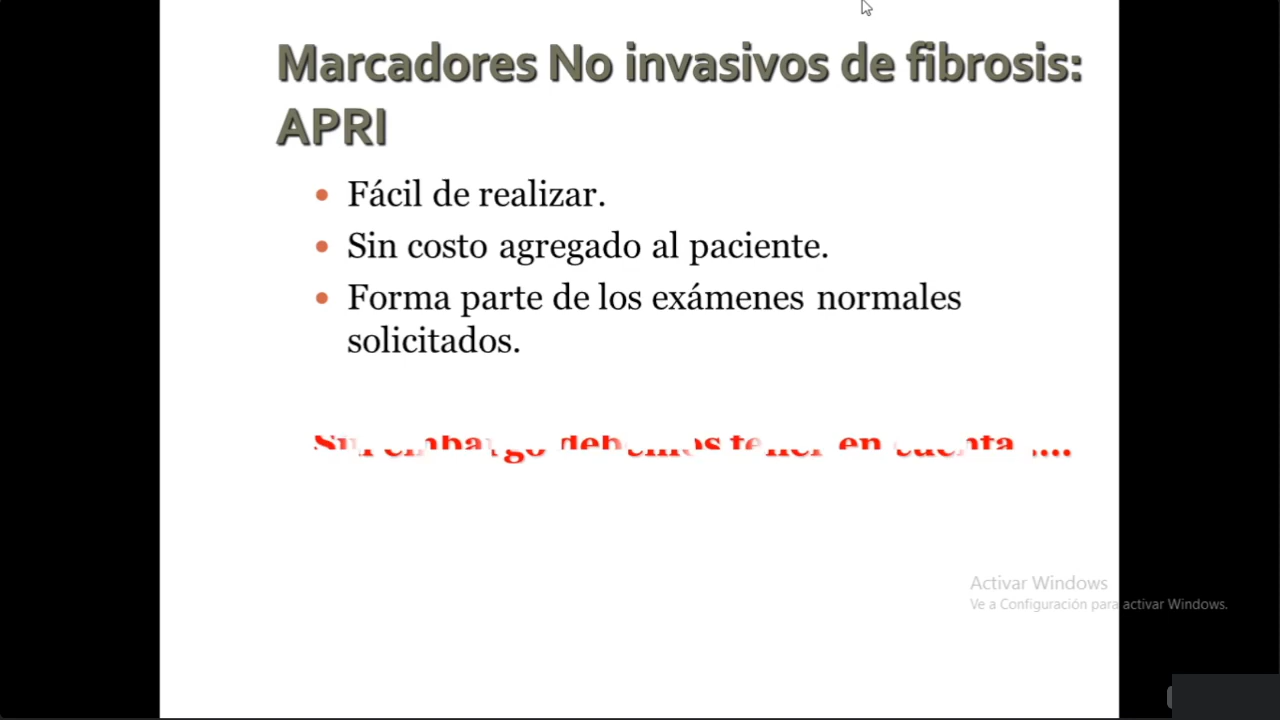 Marcadores No invasivos de fibrosis:
APRI
Fácil de realizar.
Sin costo agregado al paciente.
Forma parte de los exámenes normales
solicitados.
Sin embargo debemos tener en cuenta ....
Activar Windows
Ve a Configuración para activar Windows.